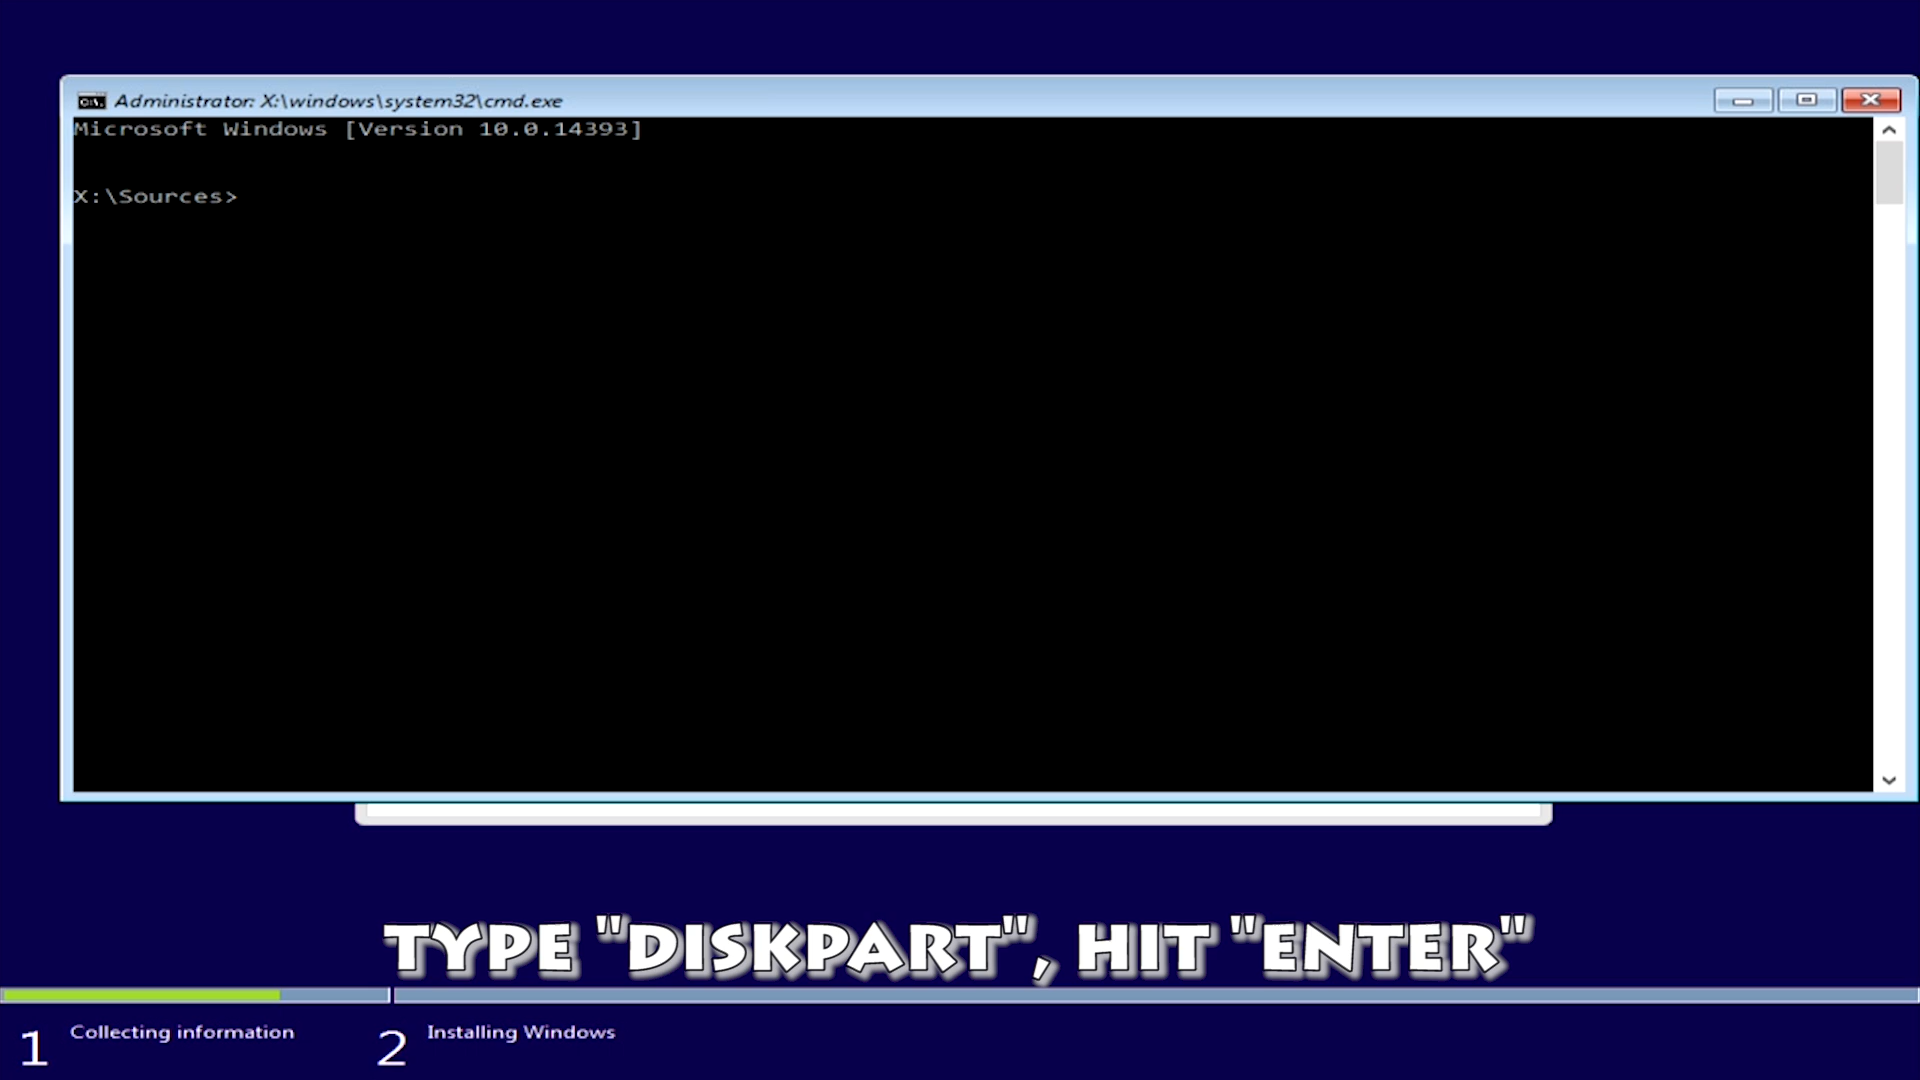 Administrator: X:\windows\system32\cmd.exe
Microsoft Windows [Version 10.0.14393]
X:\Sources>
TYPE "DISKPART", HIT "ENTER"
1 Collecting information 2 Installing Windows